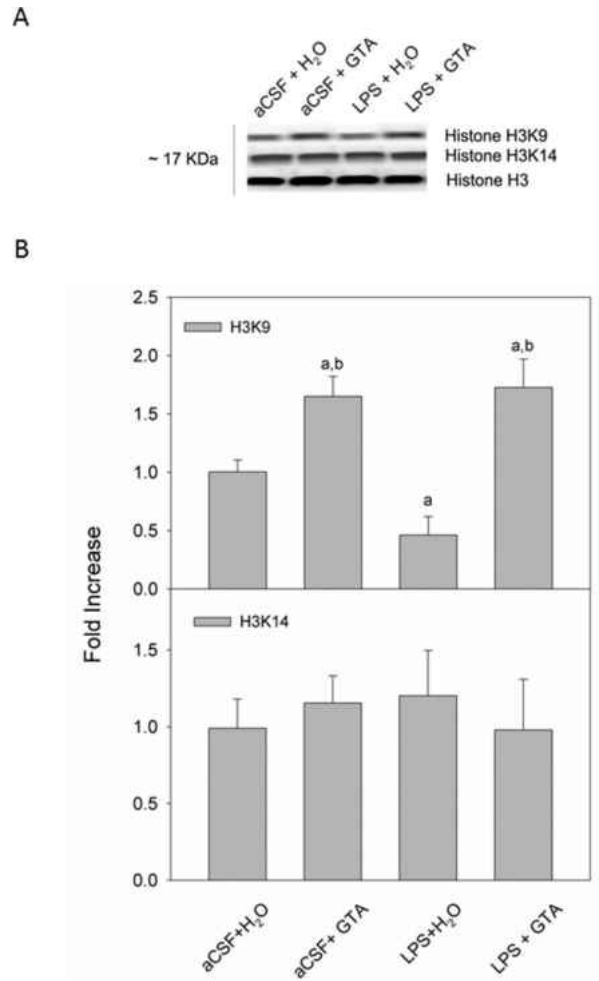 A
aCSF + H₂O
aCSF + GTA
LPS + H₂O
LPS + GTA
~ 17 KDa
Histone H3K9
Histone H3K14
Histone H3
B
Fold Increase
2.5
2.0
1.5
1.0
0.5
0.0
H3K9
a,b
a
a,b
1.5
1.0
0.5
0.0
H3K14
aCSF+H₂O
aCSF+ GTA
LPS+H₂O
LPS + GTA